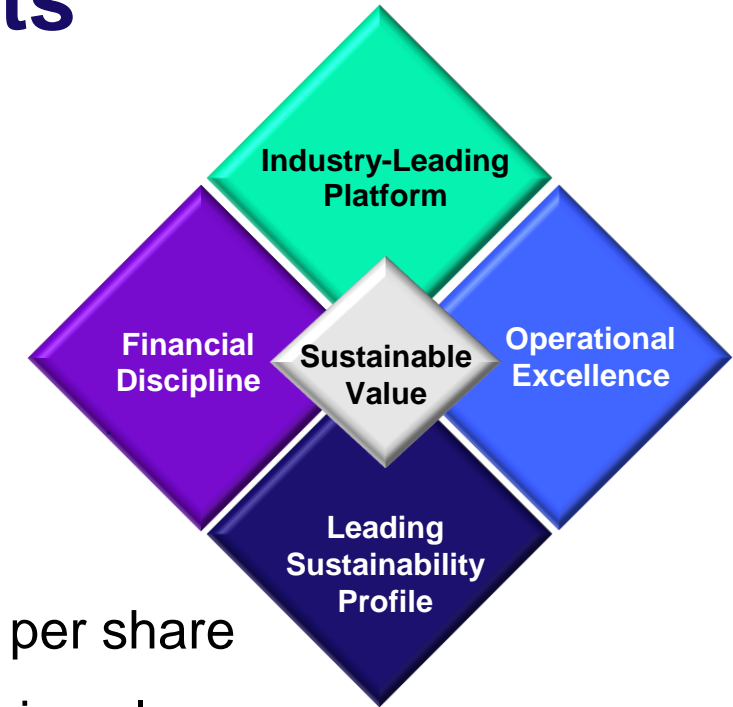 ts
Industry-Leading
Platform
Financial
Discipline
Sustainable
Value
Operational
Excellence
Leading
Sustainability
Profile
per share